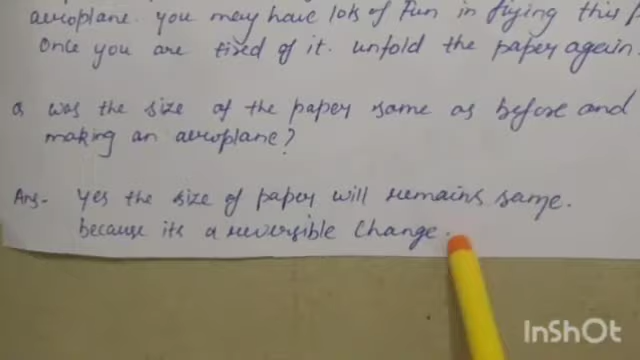 aeroplane. you may have lots of fun in flying this
Once you are tired of it. unfold the paper again.
Q was the size of the paper same as before and
making an aeroplane?
Ans- Yes the size of paper will remains same.
because its a reversible change.
InShOt